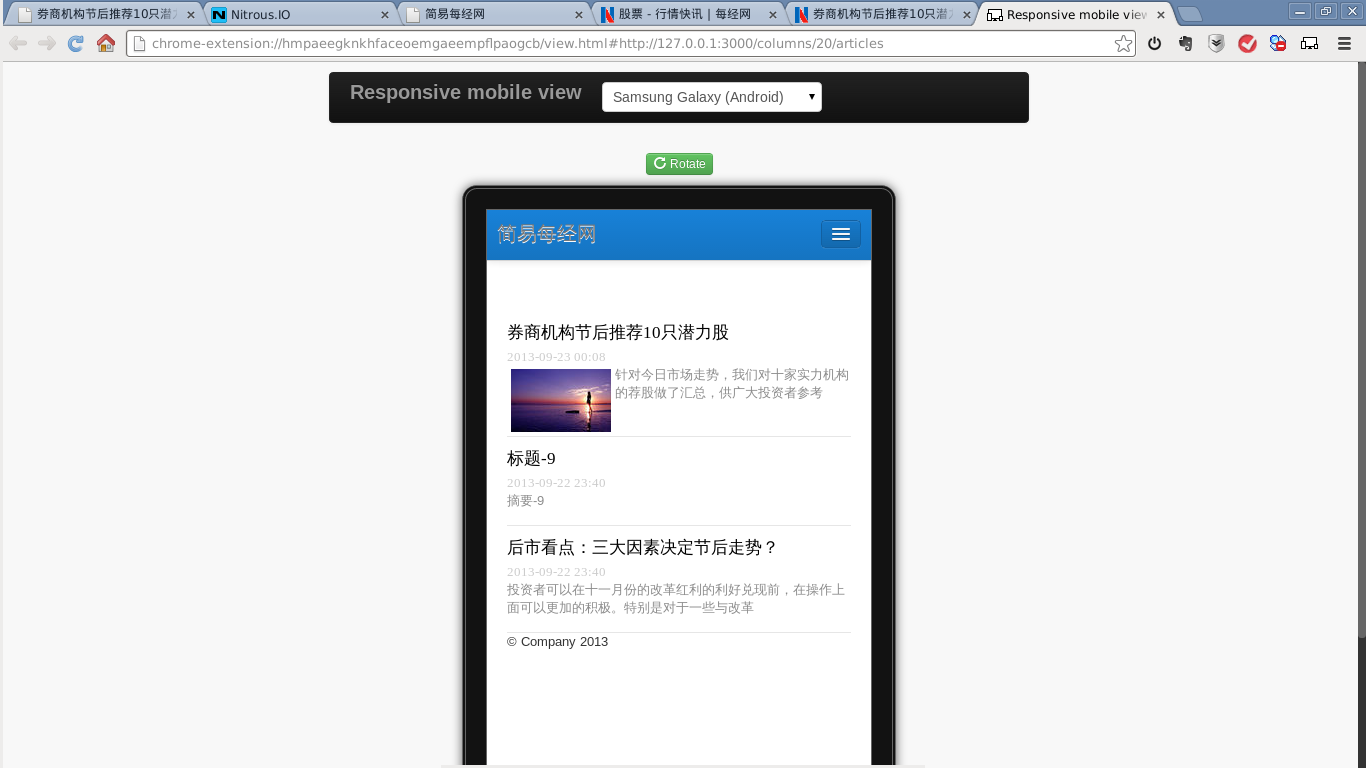 券商机构节后推荐10只潜
Nitrous.IO
简易每经网
股票 - 行情快讯 | 每经网
券商机构节后推荐10只潜
Responsive mobile view
chrome-extension://hmpaeegknkhfaceoemgaeempflpaogcb/view.html#http://127.0.0.1:3000/columns/20/articles
Responsive mobile view
Samsung Galaxy (Android)
Rotate
简易每经网
券商机构节后推荐10只潜力股
2013-09-23 00:08
针对今日市场走势，我们对十家实力机构
的荐股做了汇总，供广大投资者参考
标题-9
2013-09-22 23:40
摘要-9
后市看点：三大因素决定节后走势？
2013-09-22 23:40
投资者可以在十一月份的改革红利的利好兑现前，在操作上
面可以更加的积极。特别是对于一些与改革
© Company 2013